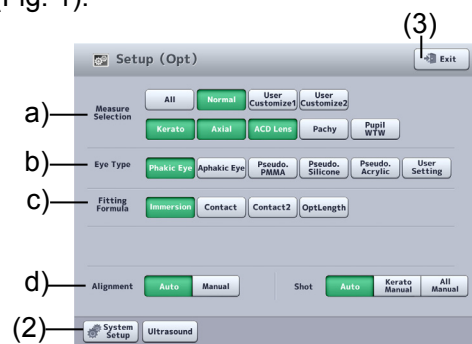 (Fig. 1).
(3)
Setup (Opt)
Exit
a)
Measure
Selection
All
Normal
User
Customize1
User
Customize2
Kerato
Axial
ACD Lens
Pachy
Pupil
WTW
b)
Eye Type
Phakic Eye
Aphakic Eye
Pseudo.
PMMA
Pseudo.
Silicone
Pseudo.
Acrylic
User
Setting
c)
Fitting
Formula
Immersion
Contact
Contact2
OptLength
d)
Alignment
Auto
Manual
Shot
Auto
Kerato
Manual
All
Manual
(2)
System
Setup
Ultrasound